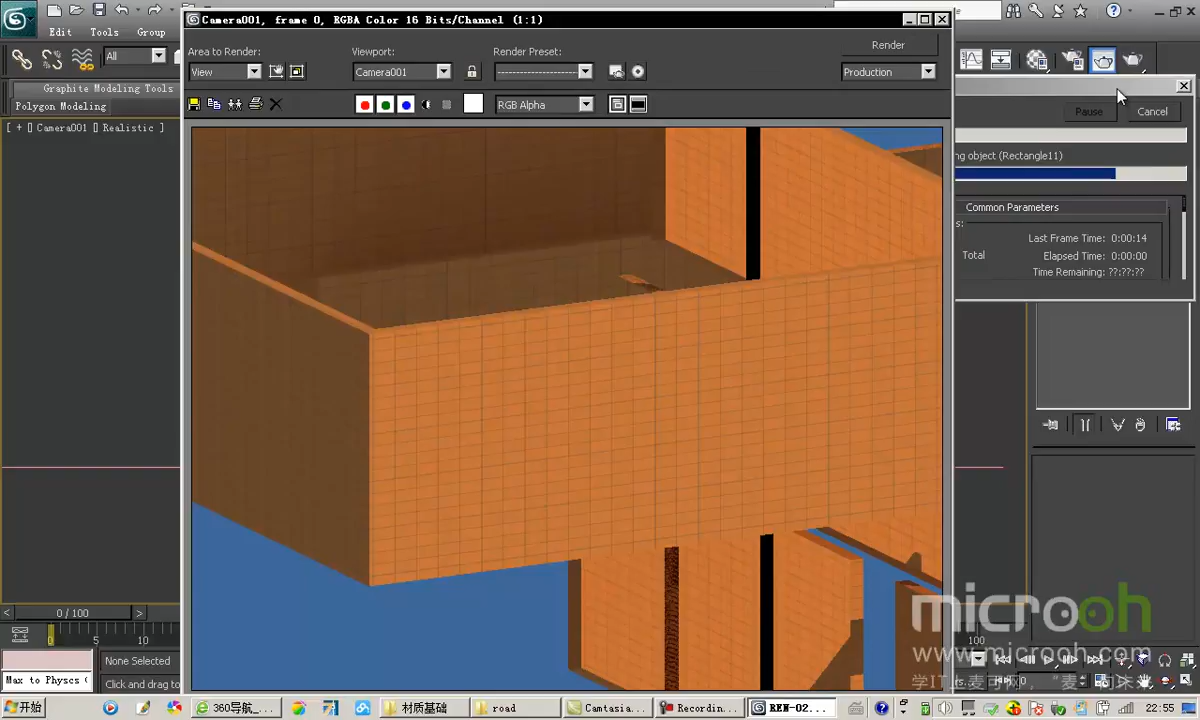 Camera001, frame 0, RGBA Color 16 Bits/Channel (1:1)
Edit Tools Group
All
Graphite Modeling Tools
Polygon Modeling
[ + [] Camera001 [] Realistic ]
Area to Render:
View
Viewport:
Camera001
Render Preset:
Render
Production
RGB Alpha
Pause
Cancel
ng object (Rectangle11)
Common Parameters
s:
Last Frame Time: 0:00:14
Total
Elapsed Time: 0:00:00
Time Remaining: ??:??:??
microoh
www.microoh.com
0 / 100
0 5 10
100
None Selected
Max to Physcs (
Click and drag to
开始
360导航_...
材质基础
road
Camtasia...
Recordin...
REN-02...
22:55